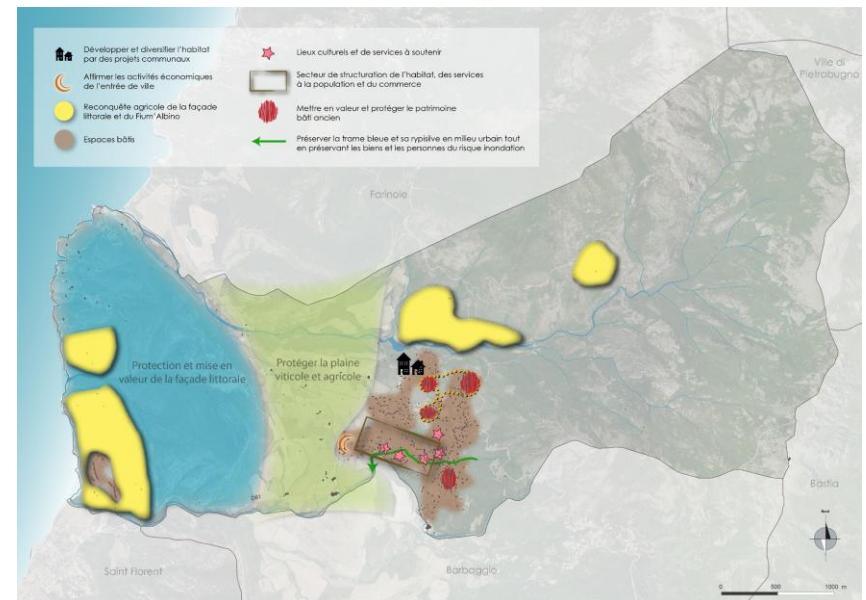 Développer et diversifier l'habitat
par des projets communaux
Affirmer les activités économiques
de l'entrée de ville
Reconquête agricole de la façade
littorale et du Fium'Albino
Espaces bâtis
Lieux culturels et de services à soutenir
Secteur de structuration de l'habitat, des services
à la population et du commerce
Mettre en valeur et protéger le patrimoine
bâti ancien
Préserver la trame bleue et sa rypisilve en milieu urbain tout
en préservant les biens et les personnes du risque inondation
Ville di
Pietrabugno
Farinole
Protection et mise en
valeur de la façade littorale
Protéger la plaine
viticole et agricole
D81
Bastia
Nord
Saint Florent
Barbaggio
0 500 1000 m